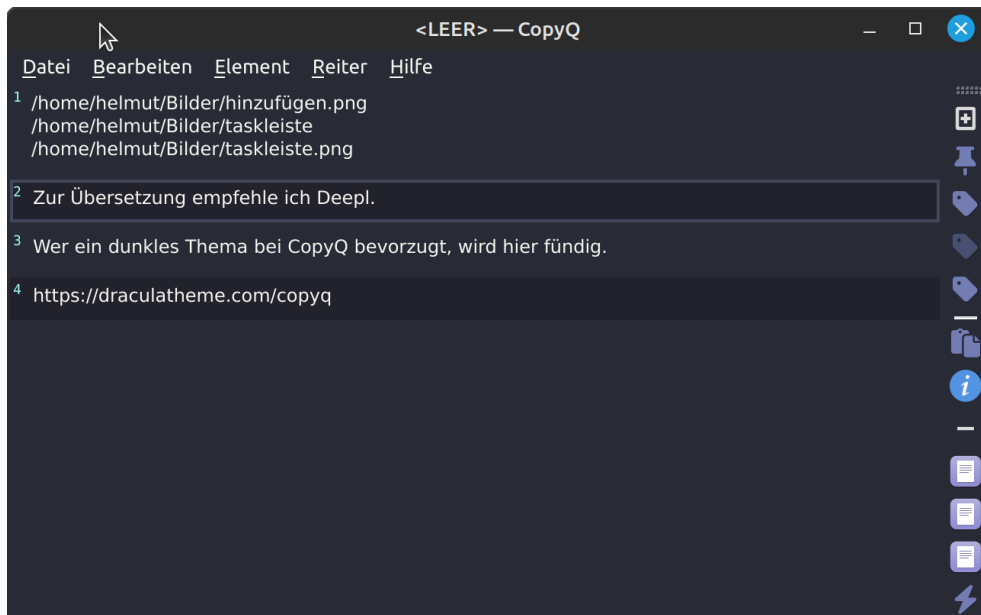 <LEER> — CopyQ
Datei Bearbeiten Element Reiter Hilfe
1 /home/helmut/Bilder/hinzufügen.png
/home/helmut/Bilder/taskleiste
/home/helmut/Bilder/taskleiste.png
2 Zur Übersetzung empfehle ich Deepl.
3 Wer ein dunkles Thema bei CopyQ bevorzugt, wird hier fündig.
4 https://draculatheme.com/copyq